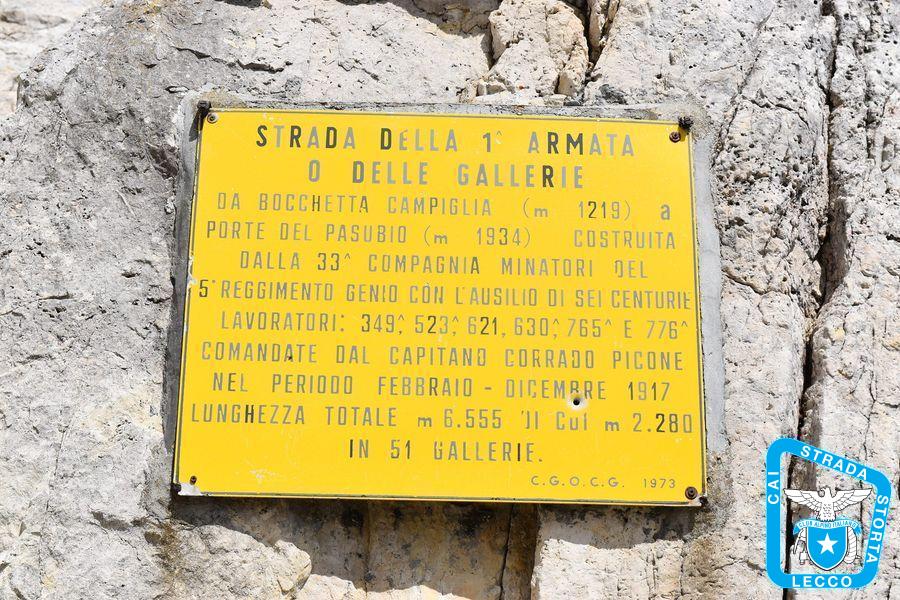 STRADA DELLA 1^ ARMATA
O DELLE GALLERIE
DA BOCCHETTA CAMPIGLIA (m 1219) a
PORTE DEL PASUBIO (m 1934) COSTRUITA
DALLA 33^ COMPAGNIA MINATORI DEL
5° REGGIMENTO GENIO CON L'AUSILIO DI SEI CENTURIE
LAVORATORI: 349^, 523^, 621, 630^, 765^ E 776^
COMANDATE DAL CAPITANO CORRADO PICONE
NEL PERIODO FEBBRAIO - DICEMBRE 1917
LUNGHEZZA TOTALE m 6.555 DI CUI m 2.280
IN 51 GALLERIE.
C.G.O.C.G. 1973
CAI STRADA STORTA
CLUB ALPINO ITALIANO
LECCO